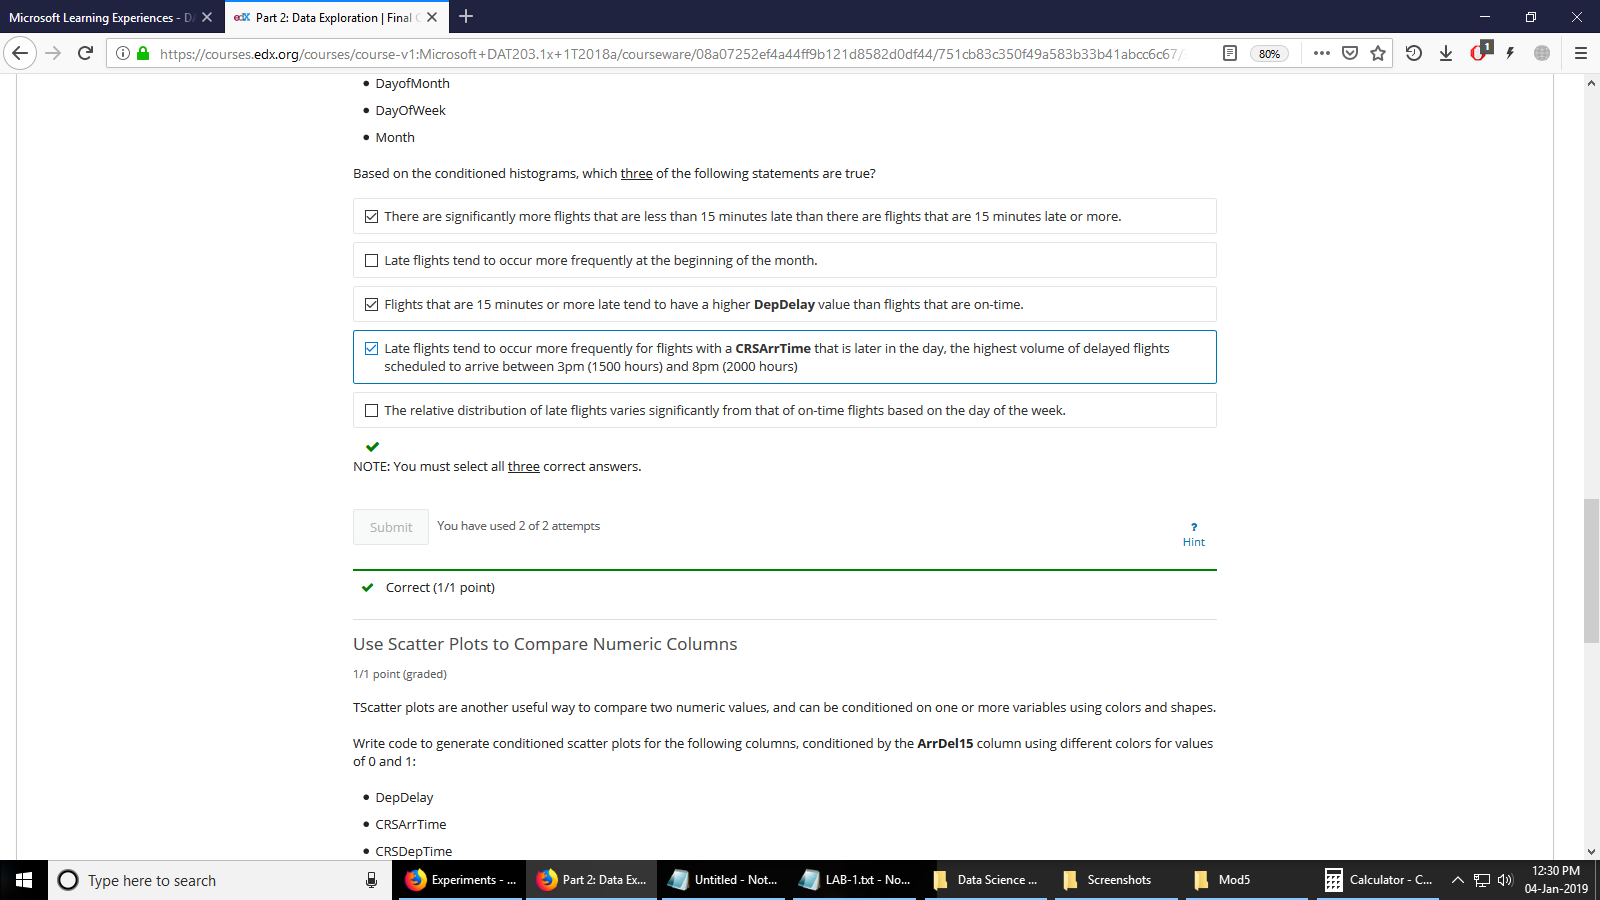 Microsoft Learning Experiences - D
edX Part 2: Data Exploration | Final C
https://courses.edx.org/courses/course-v1:Microsoft+DAT203.1x+1T2018a/courseware/08a07252ef4a44ff9b121d8582d0df44/751cb83c350f49a583b33b41abcc6c67/
80%
1
DayofMonth
DayOfWeek
Month
Based on the conditioned histograms, which three of the following statements are true?
There are significantly more flights that are less than 15 minutes late than there are flights that are 15 minutes late or more.
Late flights tend to occur more frequently at the beginning of the month.
Flights that are 15 minutes or more late tend to have a higher DepDelay value than flights that are on-time.
Late flights tend to occur more frequently for flights with a CRSArrTime that is later in the day, the highest volume of delayed flights
scheduled to arrive between 3pm (1500 hours) and 8pm (2000 hours)
The relative distribution of late flights varies significantly from that of on-time flights based on the day of the week.
NOTE: You must select all three correct answers.
Submit You have used 2 of 2 attempts
?
Hint
Correct (1/1 point)
Use Scatter Plots to Compare Numeric Columns
1/1 point (graded)
TScatter plots are another useful way to compare two numeric values, and can be conditioned on one or more variables using colors and shapes.
Write code to generate conditioned scatter plots for the following columns, conditioned by the ArrDel15 column using different colors for values
of 0 and 1:
DepDelay
CRSArrTime
CRSDepTime
Type here to search
Experiments - ...
Part 2: Data Ex...
Untitled - Not...
LAB-1.txt - No...
Data Science ...
Screenshots
Mod5
Calculator - C...
12:30 PM
04-Jan-2019